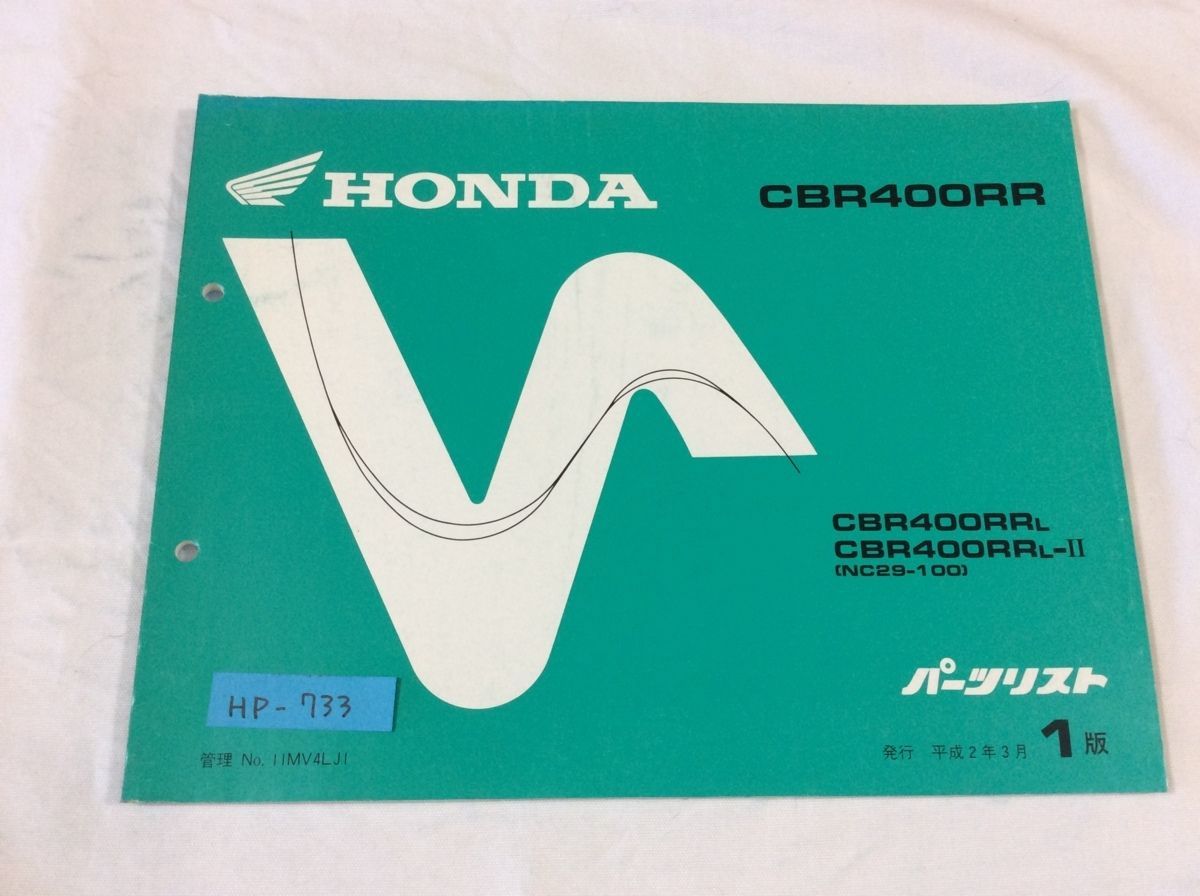 HONDA
CBR400RR
CBR400RRL
CBR400RRL-II
(NC29-100)
パーツリスト
HP-733
管理 No. 11MV4LJ1
発行 平成2年3月 1版